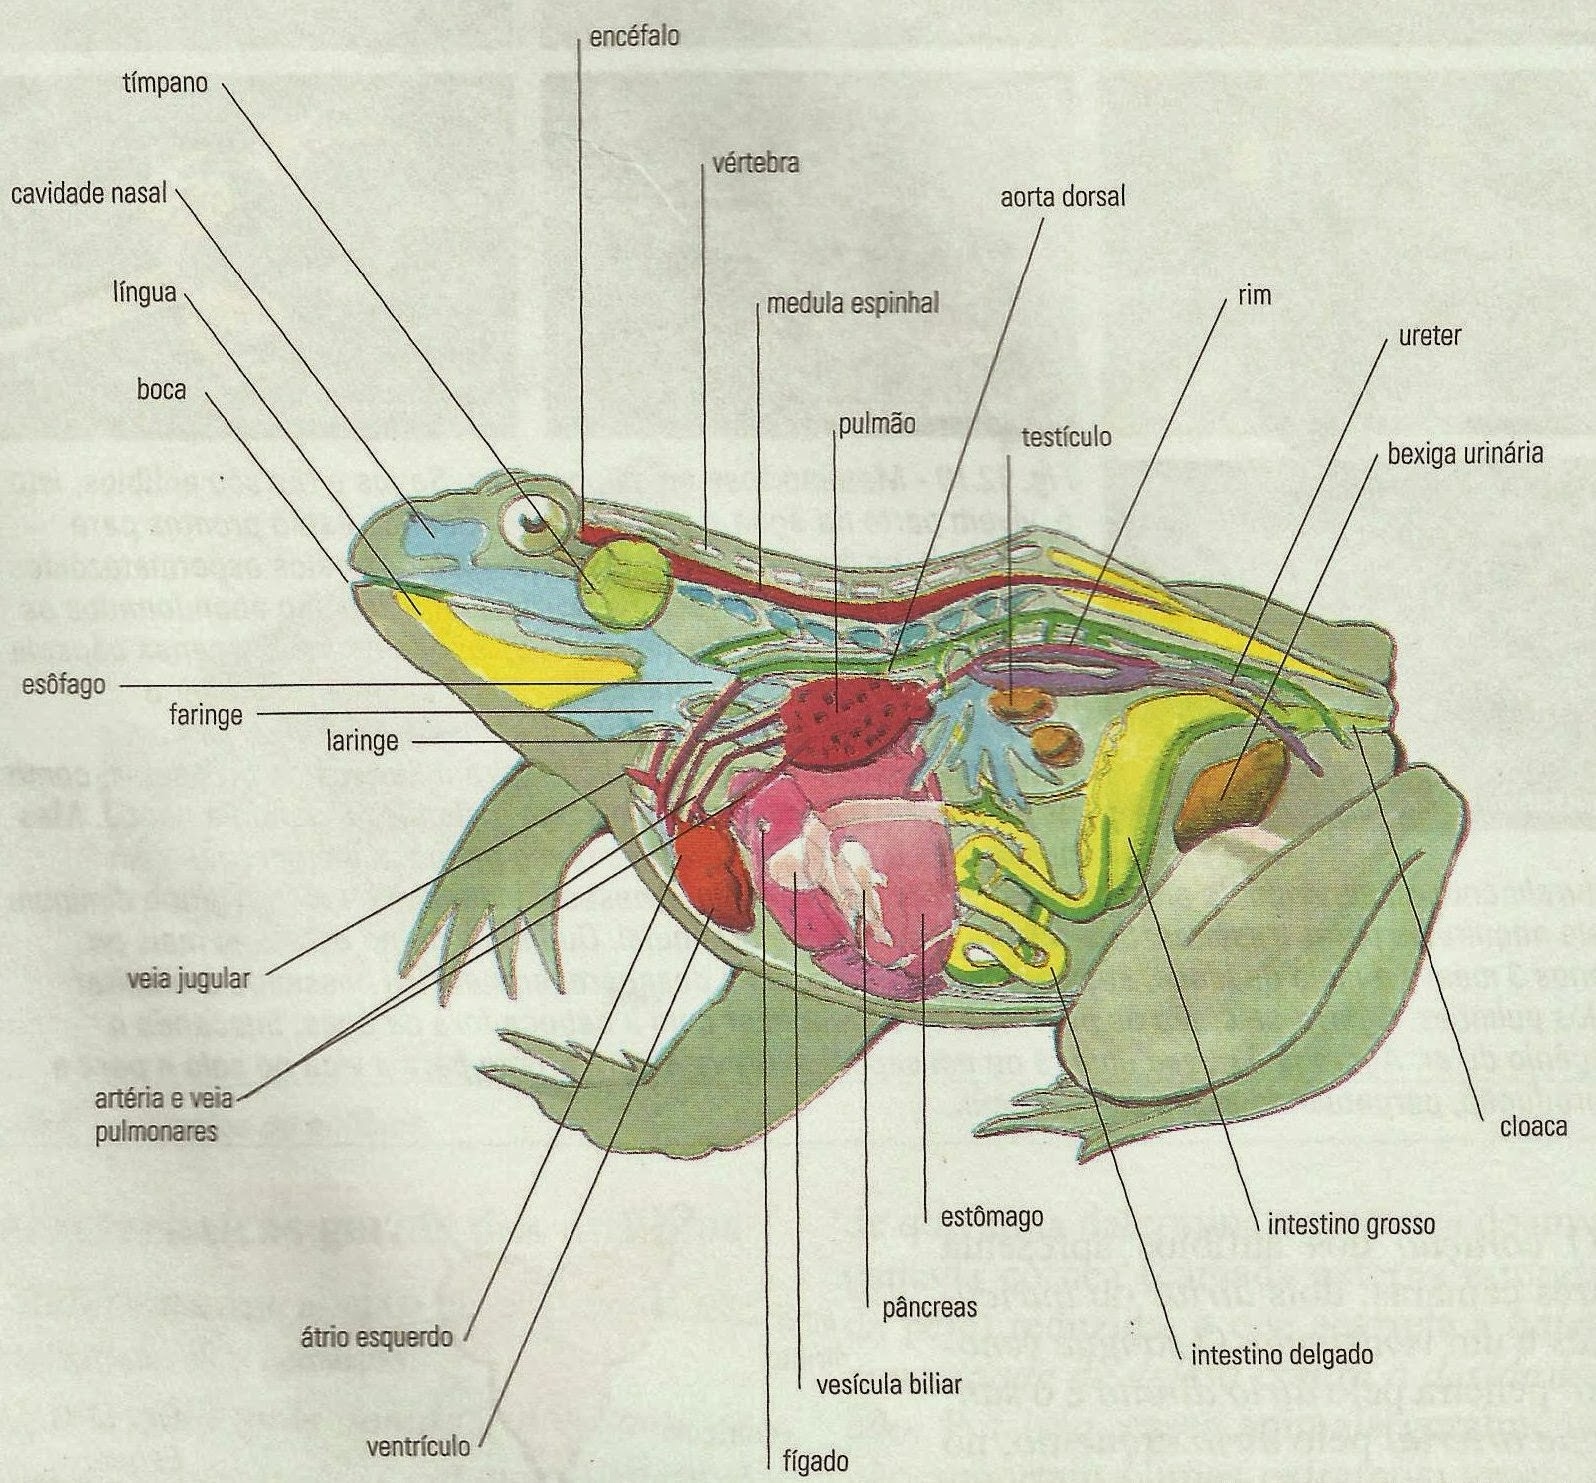 encéfalo
tímpano
vértebra
cavidade nasal
aorta dorsal
língua
medula espinhal
rim
ureter
boca
pulmão
testículo
bexiga urinária
esôfago
faringe
laringe
veia jugular
artéria e veia
pulmonares
cloaca
estômago
intestino grosso
pâncreas
átrio esquerdo
intestino delgado
vesícula biliar
ventrículo
fígado